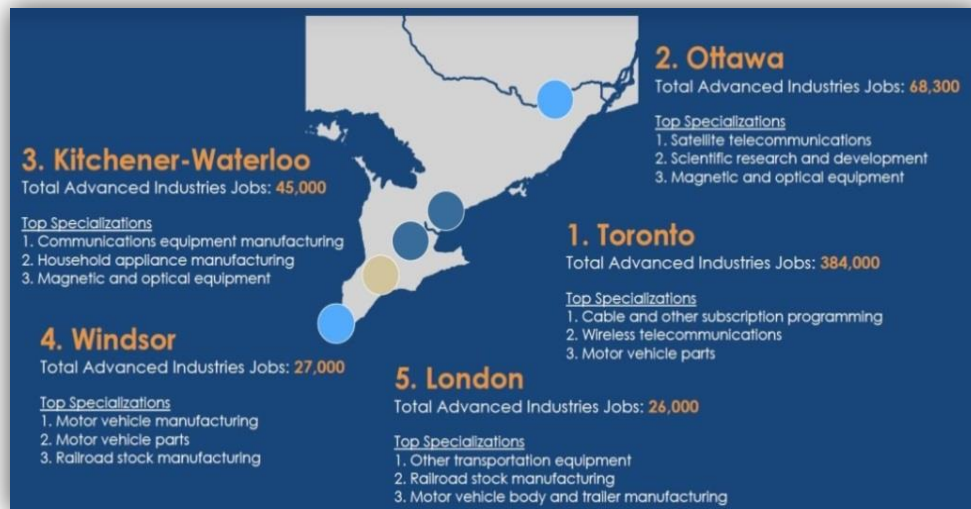 2. Ottawa
Total Advanced Industries Jobs: 68,300
Top Specializations
1. Satellite telecommunications
2. Scientific research and development
3. Magnetic and optical equipment
3. Kitchener-Waterloo
Total Advanced Industries Jobs: 45,000
Top Specializations
1. Communications equipment manufacturing
2. Household appliance manufacturing
3. Magnetic and optical equipment
1. Toronto
Total Advanced Industries Jobs: 384,000
Top Specializations
1. Cable and other subscription programming
2. Wireless telecommunications
3. Motor vehicle parts
4. Windsor
Total Advanced Industries Jobs: 27,000
Top Specializations
1. Motor vehicle manufacturing
2. Motor vehicle parts
3. Railroad stock manufacturing
5. London
Total Advanced Industries Jobs: 26,000
Top Specializations
1. Other transportation equipment
2. Railroad stock manufacturing
3. Motor vehicle body and trailer manufacturing